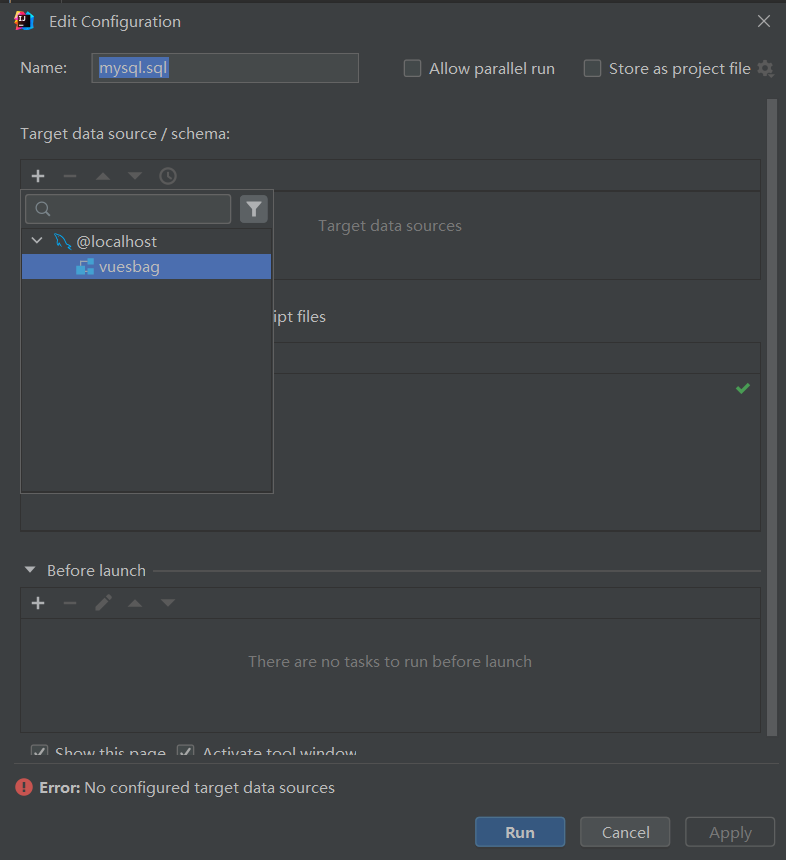 Edit Configuration
Name: mysql.sql Allow parallel run Store as project file
Target data source / schema:
Target data sources
@localhost
vuesbag
ipt files
Before launch
There are no tasks to run before launch
Show this page Activate tool window
Error: No configured target data sources
Run Cancel Apply